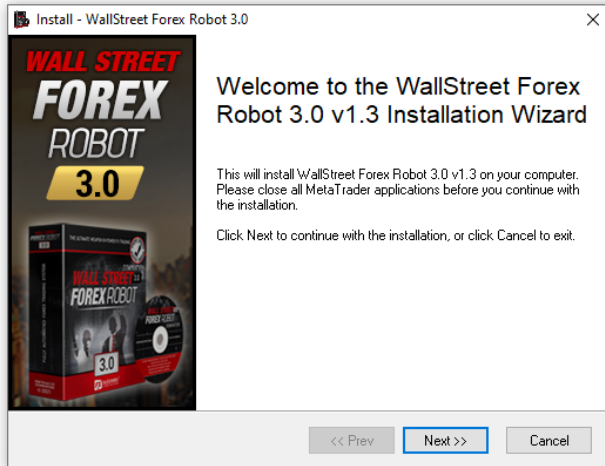 Install - WallStreet Forex Robot 3.0
WALL STREET
FOREX
ROBOT
3.0
WALL STREET
FOREX ROBOT
3.0
Welcome to the WallStreet Forex
Robot 3.0 v1.3 Installation Wizard
This will install WallStreet Forex Robot 3.0 v1.3 on your computer.
Please close all MetaTrader applications before you continue with
the installation.
Click Next to continue with the installation, or click Cancel to exit.
<< Prev
Next >>
Cancel